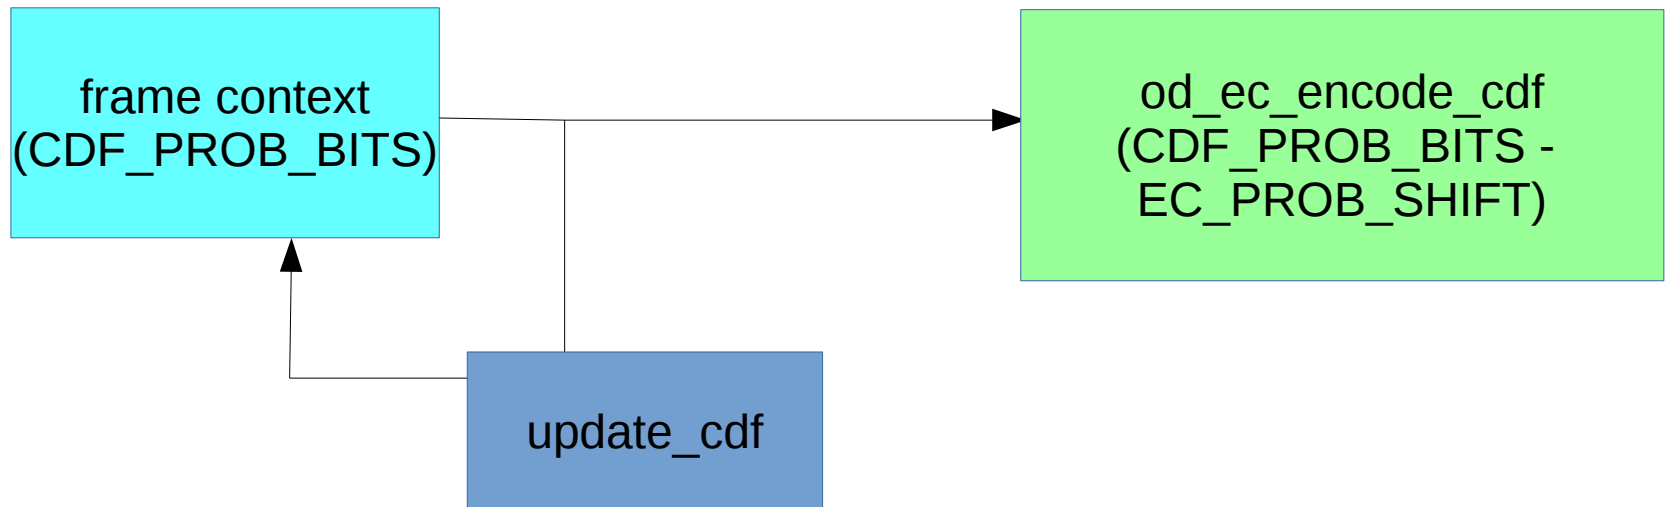 frame context
(CDF_PROB_BITS)
od_ec_encode_cdf
(CDF_PROB_BITS -
EC_PROB_SHIFT)
update_cdf